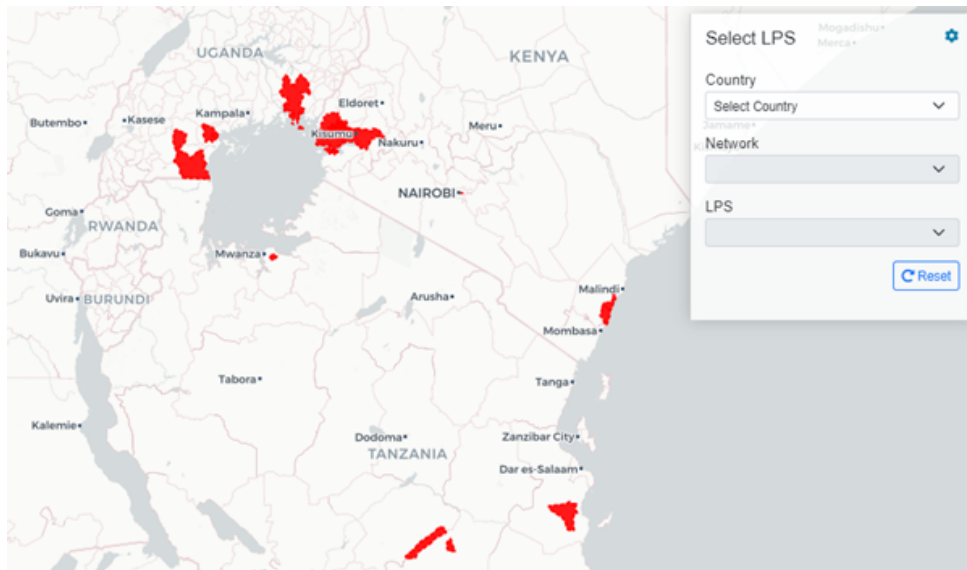 UGANDA
KENYA
Butembo
Kasese
Kampala
Eldoret
Kisumu
Nakuru
Meru
NAIROBI
Goma
RWANDA
Bukavu
Mwanza
Uvira
BURUNDI
Arusha
Malindi
Mombasa
Tabora
Tanga
Kalemie
Dodoma
TANZANIA
Zanzibar City
Dar es-Salaam
Select LPS
Mogadishu
Merca
Country
Select Country
Jamame
Network
LPS
Reset